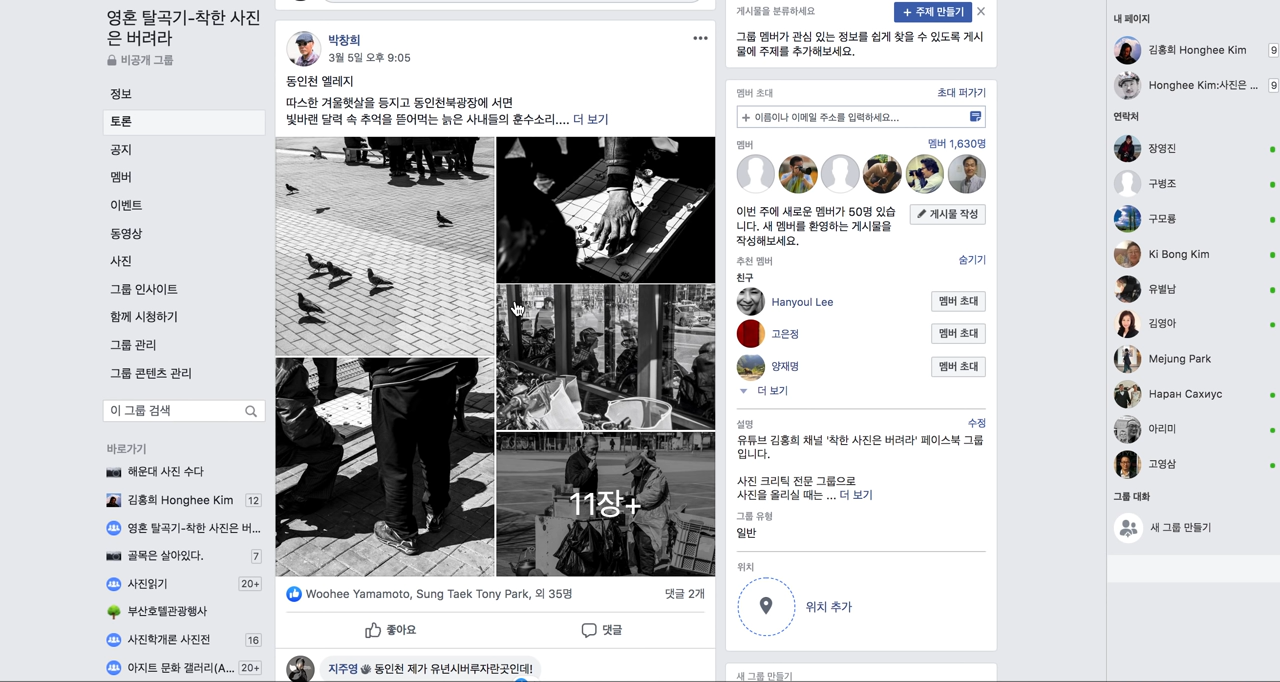 영혼 탈곡기-착한 사진
은 버려라
비공개 그룹
정보
토론
공지
멤버
이벤트
동영상
사진
그룹 인사이트
함께 시청하기
그룹 관리
그룹 콘텐츠 관리
이 그룹 검색
바로가기
해운대 사진 수다
김홍희 Honghee Kim 12
영혼 탈곡기-착한 사진은 버...
골목은 살아있다. 7
사진읽기 20+
부산호텔관광행사
사진학개론 사진전 16
아지트 문화 갤러리(A... 20+
박창희
3월 5일 오후 9:05
동인천 엘레지
따스한 겨울햇살을 등지고 동인천북광장에 서면
빛바랜 달력 속 추억을 뜯어먹는 늙은 사내들의 훈수소리.... 더 보기
11장+
Woohee Yamamoto, Sung Taek Tony Park, 외 35명
댓글 2개
좋아요
댓글
지주영 동인천 제가 유년시버루자란곳인데!
게시물을 분류하세요
+ 주제 만들기
그룹 멤버가 관심 있는 정보를 쉽게 찾을 수 있도록 게시
물에 주제를 추가해보세요.
멤버 초대
초대 퍼가기
+ 이름이나 이메일 주소를 입력하세요...
멤버
멤버 1,630명
이번 주에 새로운 멤버가 50명 있습
니다. 새 멤버를 환영하는 게시물을
작성해보세요.
게시물 작성
추천 멤버
숨기기
친구
Hanyoul Lee
멤버 초대
고은정
멤버 초대
양재명
멤버 초대
더 보기
설명
수정
유튜브 김홍희 채널 '착한 사진은 버려라' 페이스북 그룹
입니다.
사진 크리틱 전문 그룹으로
사진을 올리실 때는 ... 더 보기
그룹 유형
일반
위치
위치 추가
새 그룹 만들기
내 페이지
김홍희 Honghee Kim 9
Honghee Kim:사진은 ... 9
연락처
장영진
구병조
구모룡
Ki Bong Kim
유별남
김영아
Mejung Park
Наран Сахиус
아리미
고영삼
그룹 대화
새 그룹 만들기